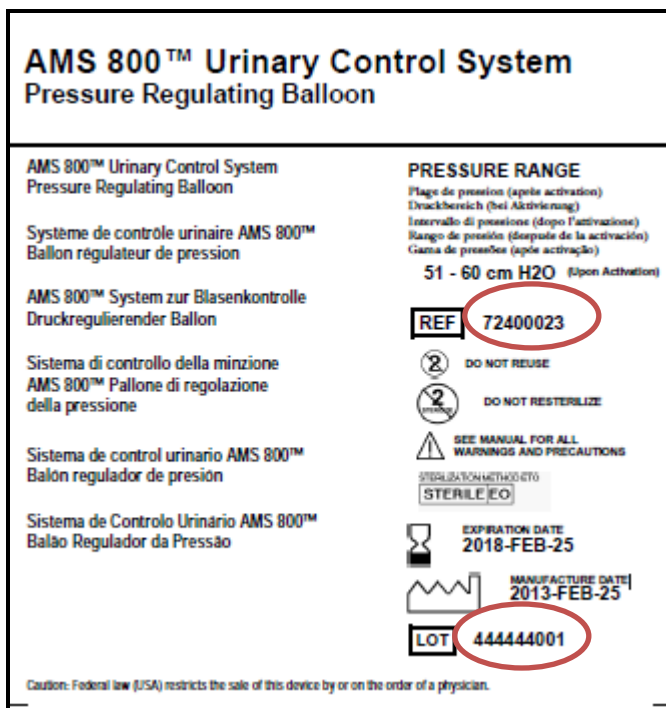 AMS 800™ Urinary Control System
Pressure Regulating Balloon
AMS 800™ Urinary Control System
Pressure Regulating Balloon
Système de contrôle urinaire AMS 800™
Ballon régulateur de pression
AMS 800™ System zur Blasenkontrolle
Druckregulierender Ballon
Sistema di controllo della minzione
AMS 800™ Pallone di regolazione
della pressione
Sistema de control urinario AMS 800™
Balón regulador de presión
Sistema de Controlo Urinário AMS 800™
Balão Regulador da Pressão
PRESSURE RANGE
Plage de pression (après activation)
Druckbereich (bei Aktivierung)
Intervallo di pressione (dopo l'attivazione)
Rango de presión (después de la activación)
Gama de pressões (após activação)
51 - 60 cm H2O (Upon Activation)
REF 72400023
2 DO NOT REUSE
2 DO NOT RESTERILIZE
SEE MANUAL FOR ALL
WARNINGS AND PRECAUTIONS
STERILIZATION METHOD ETO
STERILE EO
EXPIRATION DATE
2018-FEB-25
MANUFACTURE DATE
2013-FEB-25
LOT 444444001
Caution: Federal law (USA) restricts the sale of this device by or on the order of a physician.